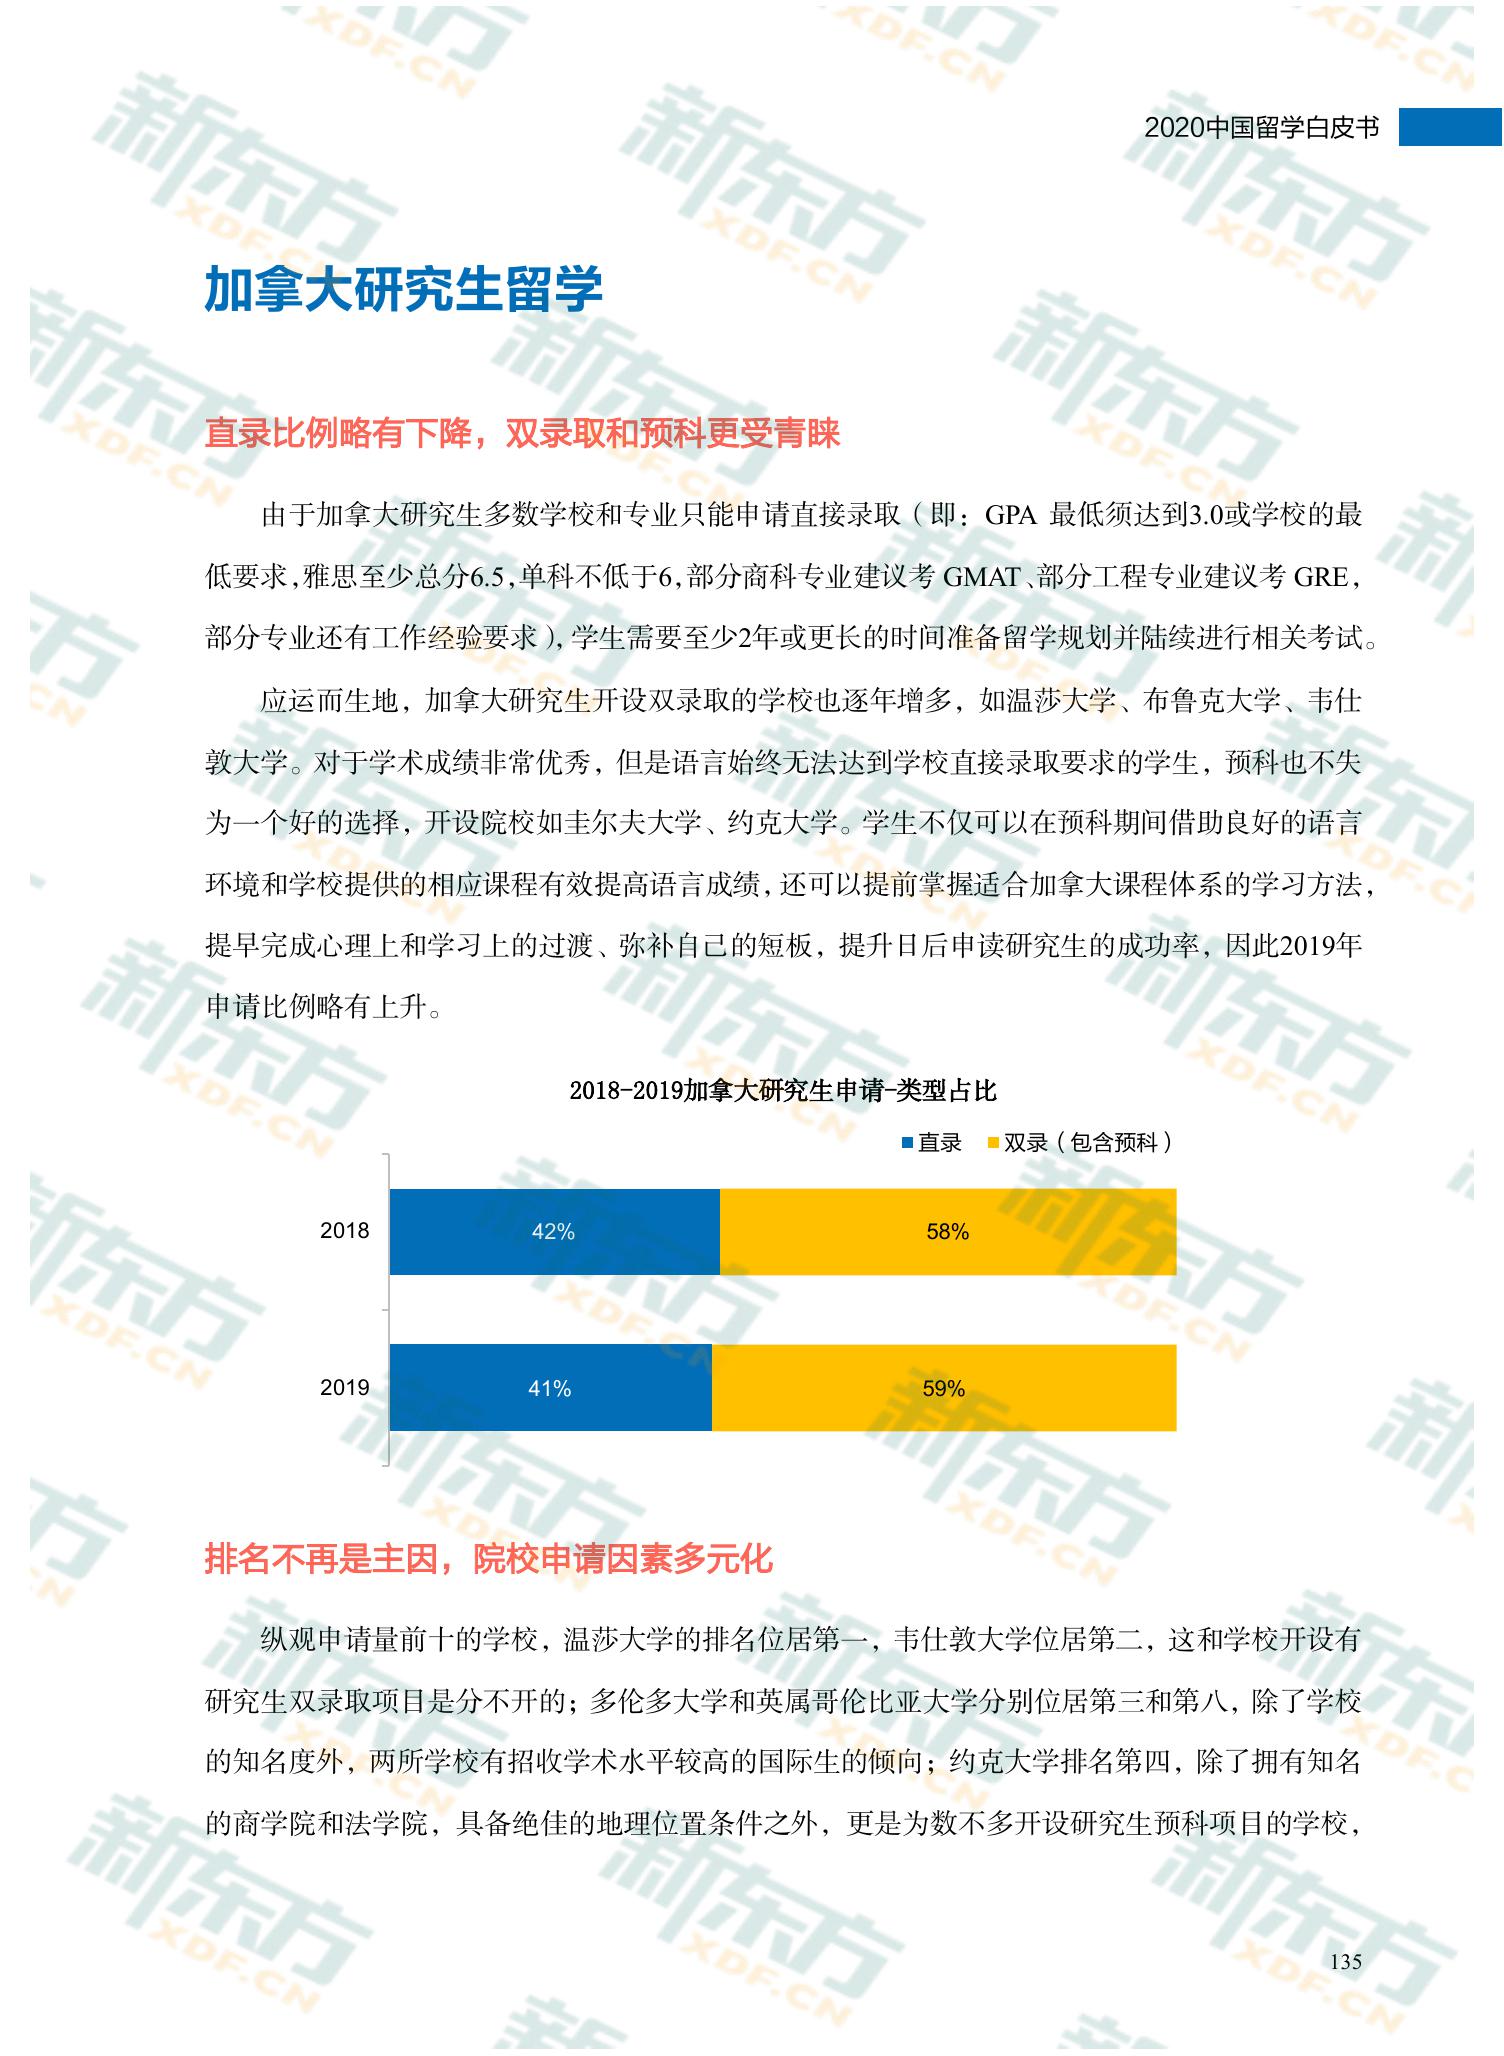 2020中国留学白皮书
加拿大研究生留学
直录比例略有下降，双录取和预科更受青睐
由于加拿大研究生多数学校和专业只能申请直接录取（即：GPA 最低须达到3.0或学校的最
低要求，雅思至少总分6.5，单科不低于6，部分商科专业建议考 GMAT、部分工程专业建议考 GRE，
部分专业还有工作经验要求），学生需要至少2年或更长的时间准备留学规划并陆续进行相关考试。
应运而生地，加拿大研究生开设双录取的学校也逐年增多，如温莎大学、布鲁克大学、韦仕
敦大学。对于学术成绩非常优秀，但是语言始终无法达到学校直接录取要求的学生，预科也不失
为一个好的选择，开设院校如圭尔夫大学、约克大学。学生不仅可以在预科期间借助良好的语言
环境和学校提供的相应课程有效提高语言成绩，还可以提前掌握适合加拿大课程体系的学习方法，
提早完成心理上和学习上的过渡、弥补自己的短板，提升日后申读研究生的成功率，因此2019年
申请比例略有上升。
2018-2019加拿大研究生申请-类型占比
直录 双录（包含预科）
2018 42% 58%
2019 41% 59%
排名不再是主因，院校申请因素多元化
纵观申请量前十的学校，温莎大学的排名位居第一，韦仕敦大学位居第二，这和学校开设有
研究生双录取项目是分不开的；多伦多大学和英属哥伦比亚大学分别位居第三和第八，除了学校
的知名度外，两所学校有招收学术水平较高的国际生的倾向；约克大学排名第四，除了拥有知名
的商学院和法学院，具备绝佳的地理位置条件之外，更是为数不多开设研究生预科项目的学校，
135
新东方
XDF.CN